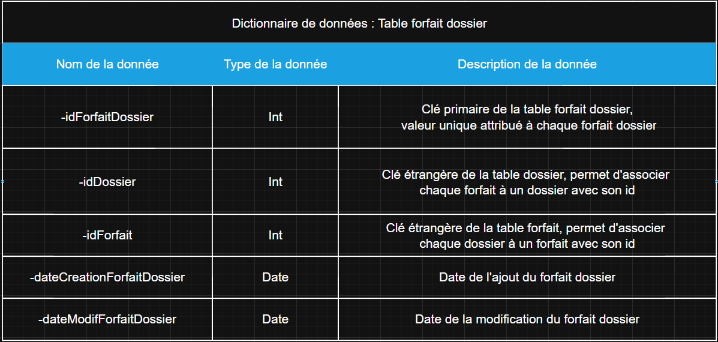 Dictionnaire de données : Table forfait dossier
Nom de la donnée Type de la donnée Description de la donnée
-idForfaitDossier Int Clé primaire de la table forfait dossier,
valeur unique attribué à chaque forfait dossier
-idDossier Int Clé étrangère de la table dossier, permet d'associer
chaque forfait à un dossier avec son id
-idForfait Int Clé étrangère de la table forfait, permet d'associer
chaque dossier à un forfait avec son id
-dateCreationForfaitDossier Date Date de l'ajout du forfait dossier
-dateModifForfaitDossier Date Date de la modification du forfait dossier